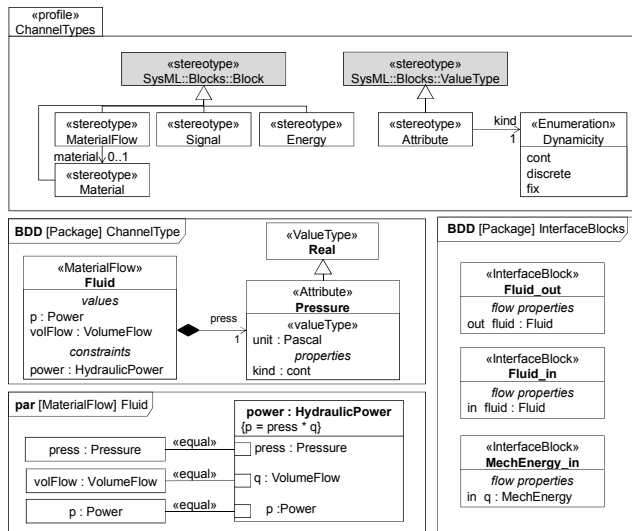 «profile»
ChannelTypes
«stereotype»
SysML::Blocks::Block
«stereotype»
SysML::Blocks::ValueType
«stereotype»
MaterialFlow
«stereotype»
Signal
«stereotype»
Energy
«stereotype»
Attribute
kind
1
«Enumeration»
Dynamicity
cont
discrete
fix
material 0..1
«stereotype»
Material
BDD [Package] ChannelType
«MaterialFlow»
Fluid
values
p : Power
volFlow : VolumeFlow
constraints
power : HydraulicPower
press
1
«ValueType»
Real
«Attribute»
Pressure
«valueType»
unit : Pascal
properties
kind : cont
BDD [Package] InterfaceBlocks
«InterfaceBlock»
Fluid_out
flow properties
out fluid : Fluid
«InterfaceBlock»
Fluid_in
flow properties
in fluid : Fluid
«InterfaceBlock»
MechEnergy_in
flow properties
in q : MechEnergy
par [MaterialFlow] Fluid
power : HydraulicPower
{p = press * q}
press : Pressure
«equal»
press : Pressure
volFlow : VolumeFlow
«equal»
q : VolumeFlow
p : Power
«equal»
p :Power